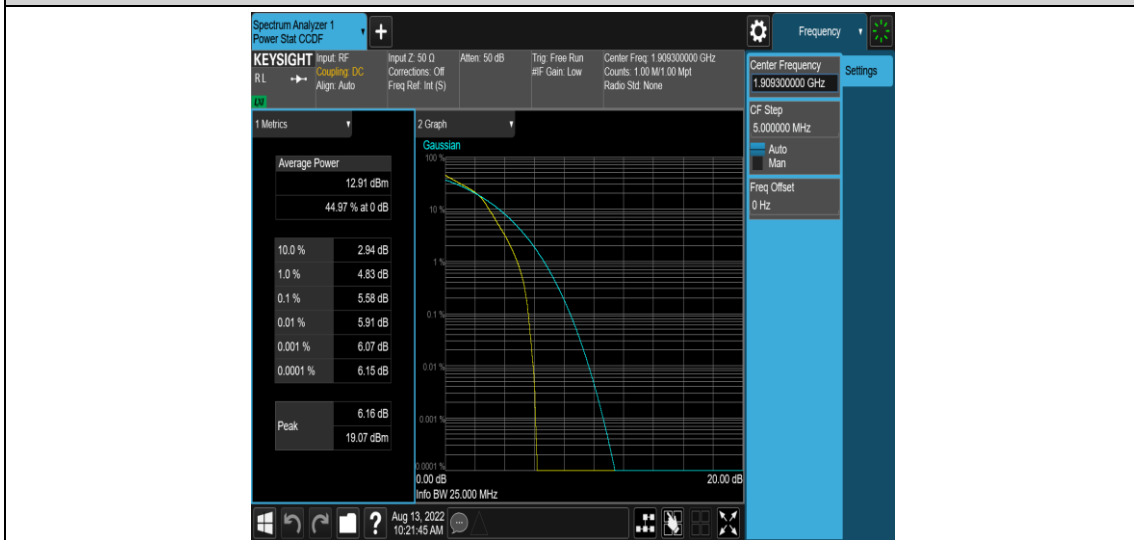 Spectrum Analyzer 1
Power Stat CCDF
+
Frequency
KEYSIGHT
RL
Input: RF
Coupling: DC
Align: Auto
Input Z: 50 Ω
Corrections: Off
Freq Ref: Int (S)
Atten: 50 dB
Trig: Free Run
#IF Gain: Low
Center Freq: 1.909300000 GHz
Counts: 1.00 M/1.00 Mpt
Radio Std: None
Center Frequency
1.909300000 GHz
Settings
CF Step
5.000000 MHz
Auto
Man
Freq Offset
0 Hz
1 Metrics
Average Power
12.91 dBm
44.97 % at 0 dB
10.0 % 2.94 dB
1.0 % 4.83 dB
0.1 % 5.58 dB
0.01 % 5.91 dB
0.001 % 6.07 dB
0.0001 % 6.15 dB
Peak
6.16 dB
19.07 dBm
2 Graph
Gaussian
100 %
10 %
1 %
0.1 %
0.01 %
0.001 %
0.0001 %
0.00 dB 20.00 dB
Info BW 25.000 MHz
?
Aug 13, 2022
10:21:45 AM